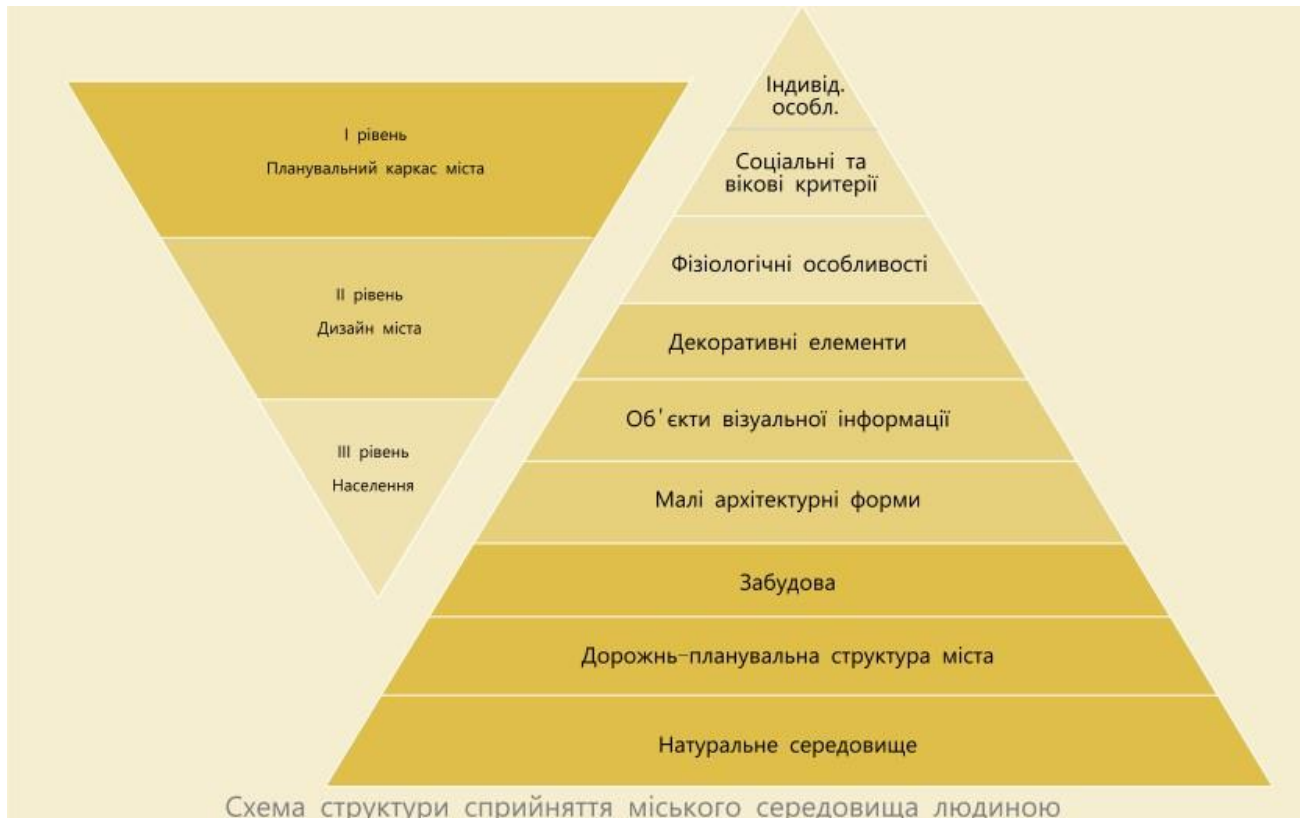 І рівень
Планувальний каркас міста
ІІ рівень
Дизайн міста
ІІІ рівень
Населення
Індивід.
особл.
Соціальні та
вікові критерії
Фізіологічні особливості
Декоративні елементи
Об'єкти візуальної інформації
Малі архітектурні форми
Забудова
Дорожнь-планувальна структура міста
Натуральне середовище
Схема структури сприйняття міського середовища людиною